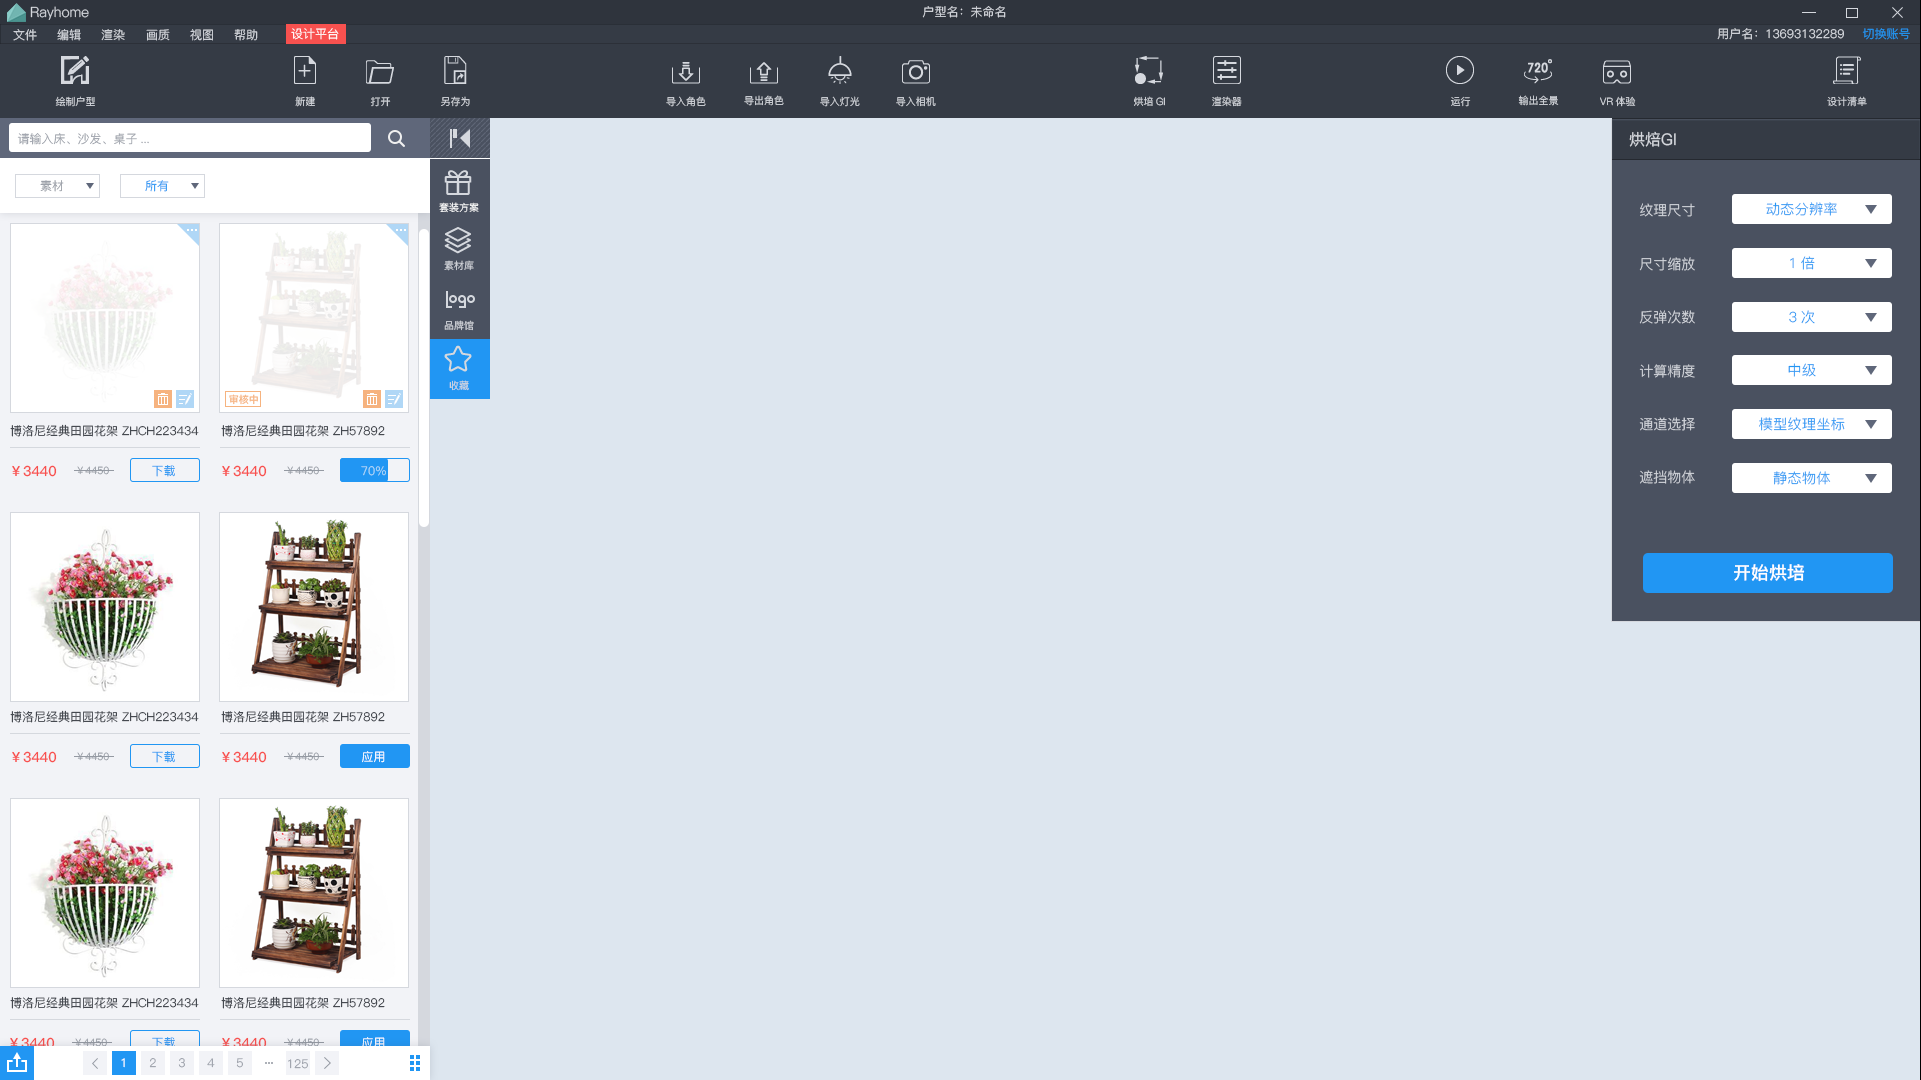 Rayhome
户型名：未命名
文件 编辑 渲染 画质 视图 帮助 设计平台
用户名：13693132289 切换账号
绘制户型 新建 打开 另存为 导入角色 导出角色 导入灯光 导入相机 烘焙 GI 渲染器 运行 720° 输出全景 VR 体验 设计清单
请输入床、沙发、桌子 ...
素材 所有
套装方案
素材库
logo
品牌馆
收藏
审核中
博洛尼经典田园花架 ZHCH223434
¥3440 ¥4450 下载
博洛尼经典田园花架 ZH57892
¥3440 ¥4450 70%
博洛尼经典田园花架 ZHCH223434
¥3440 ¥4450 下载
博洛尼经典田园花架 ZH57892
¥3440 ¥4450 应用
博洛尼经典田园花架 ZHCH223434
¥3440 ¥4450 下载
博洛尼经典田园花架 ZH57892
¥3440 ¥4450 应用
1 2 3 4 5 ... 125
烘焙GI
纹理尺寸 动态分辨率
尺寸缩放 1 倍
反弹次数 3 次
计算精度 中级
通道选择 模型纹理坐标
遮挡物体 静态物体
开始烘培